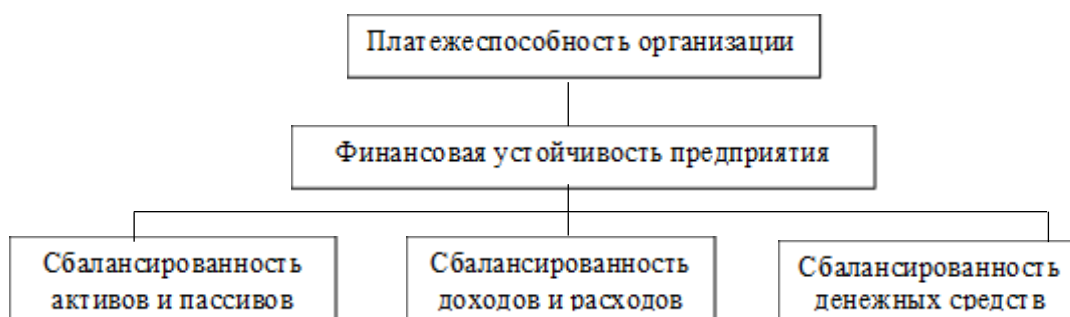 Платежеспособность организации
Финансовая устойчивость предприятия
Сбалансированность
активов и пассивов
Сбалансированность
доходов и расходов
Сбалансированность
денежных средств